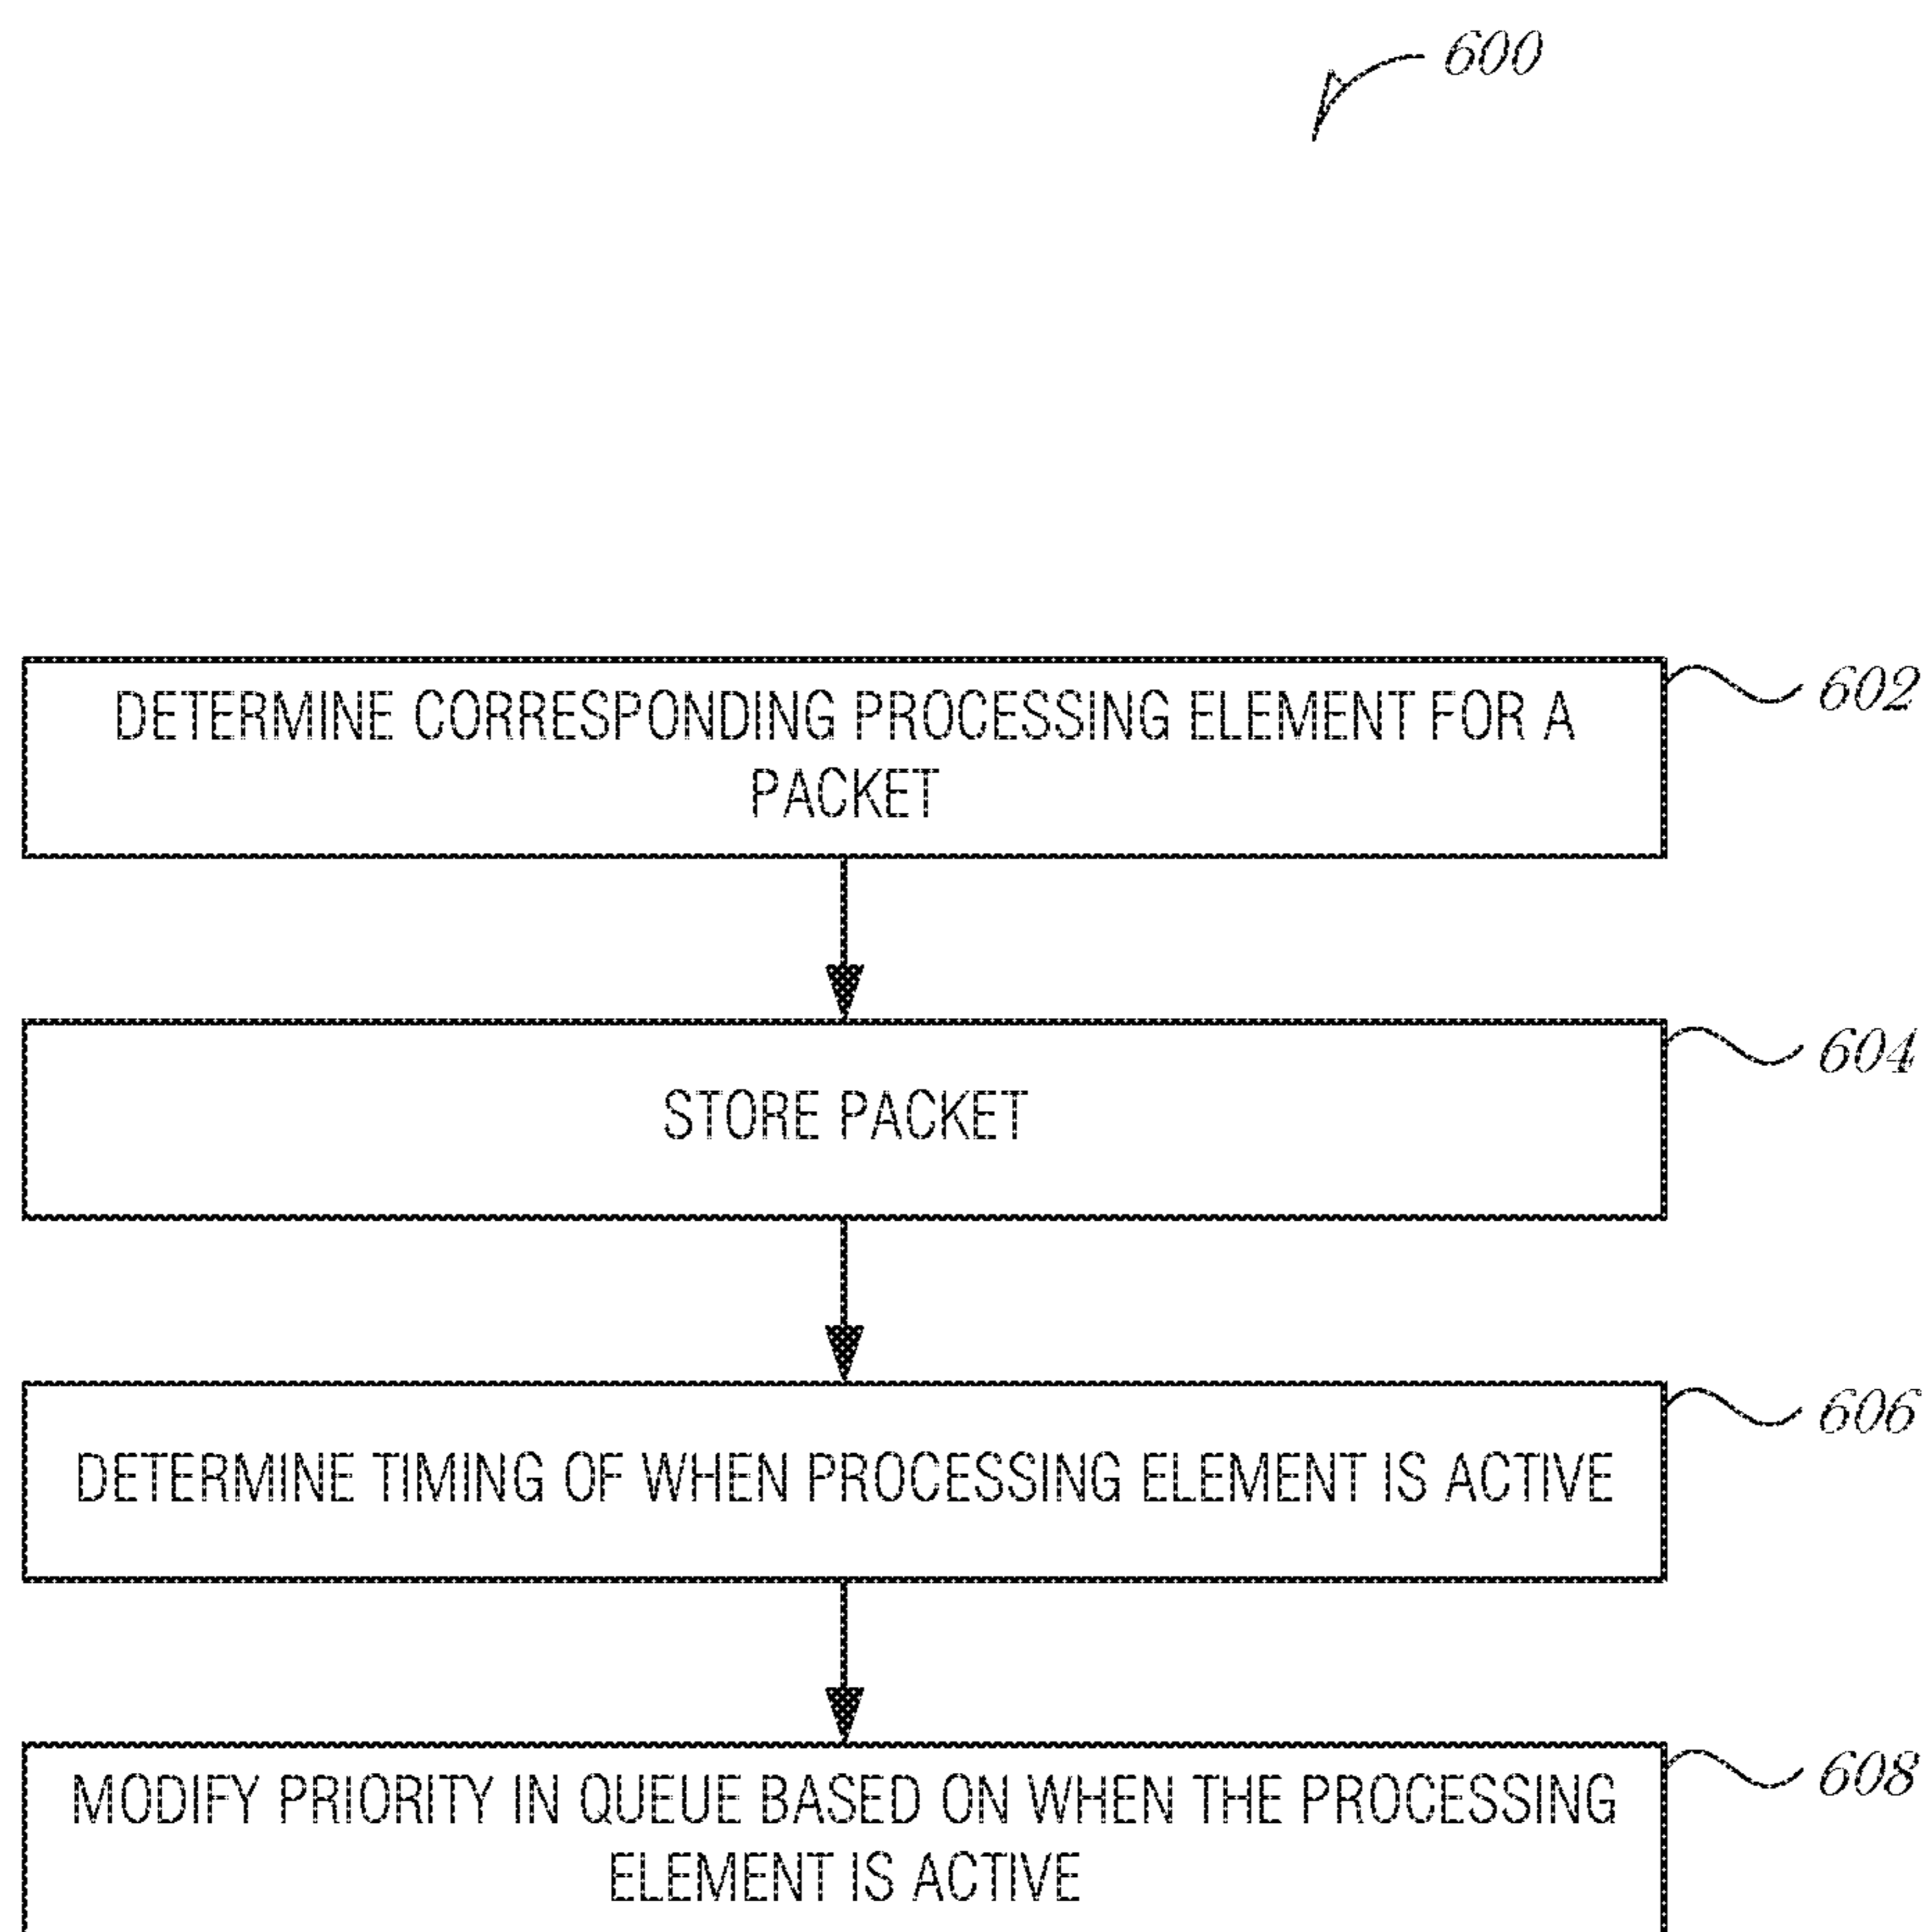 600
DETERMINE CORRESPONDING PROCESSING ELEMENT FOR A
PACKET
602
STORE PACKET
604
DETERMINE TIMING OF WHEN PROCESSING ELEMENT IS ACTIVE
606
MODIFY PRIORITY IN QUEUE BASED ON WHEN THE PROCESSING
ELEMENT IS ACTIVE
608